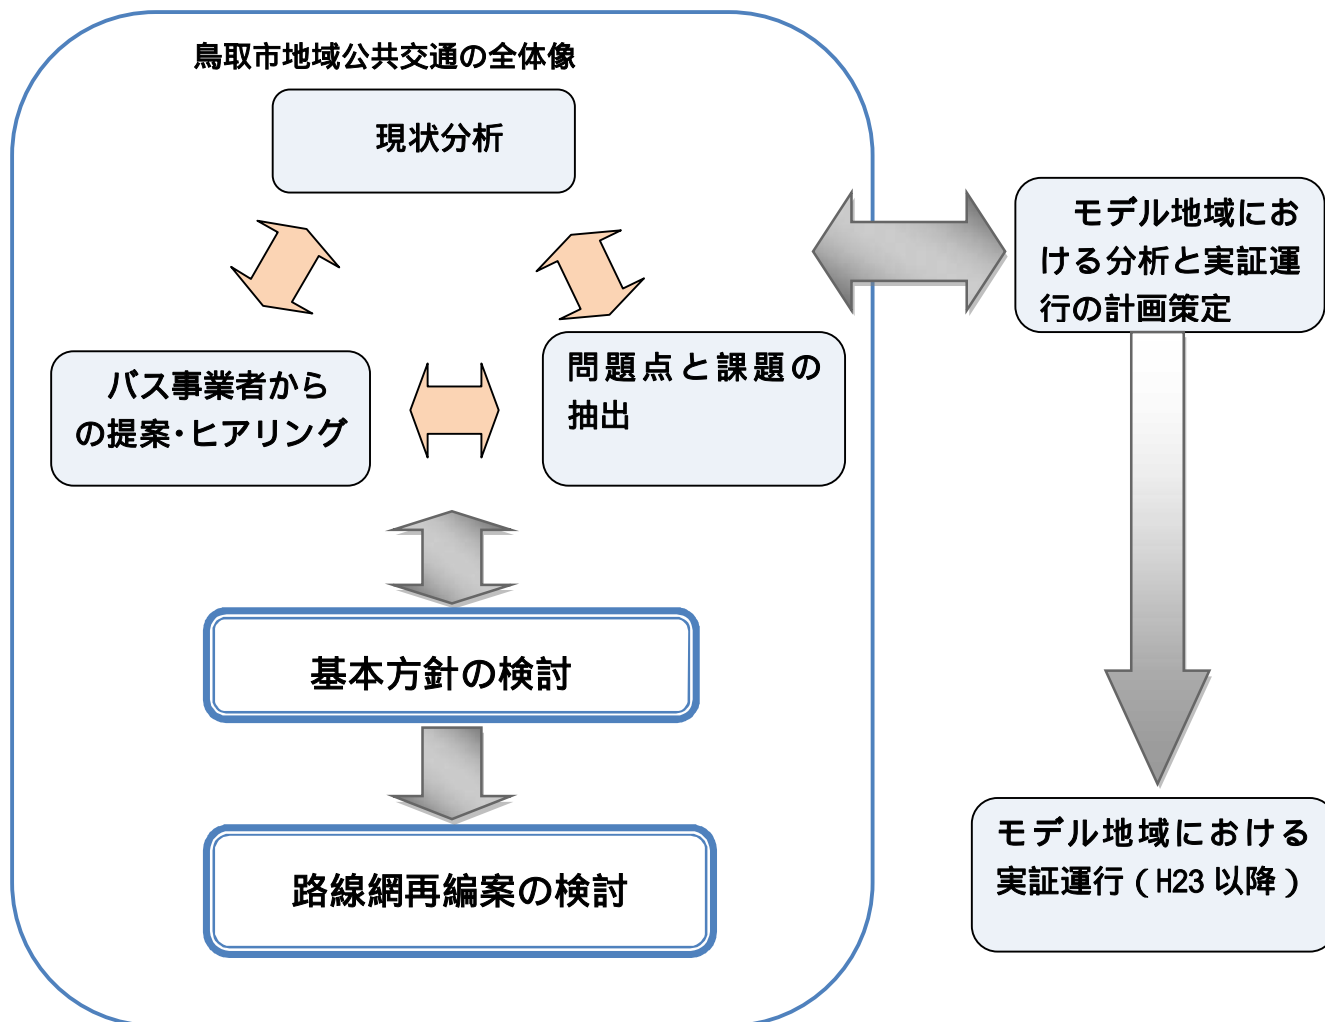 鳥取市地域公共交通の全体像
現状分析
バス事業者から
の提案・ヒアリング
問題点と課題の
抽出
基本方針の検討
路線網再編案の検討
モデル地域にお
ける分析と実証運
行の計画策定
モデル地域における
実証運行（H23 以降）